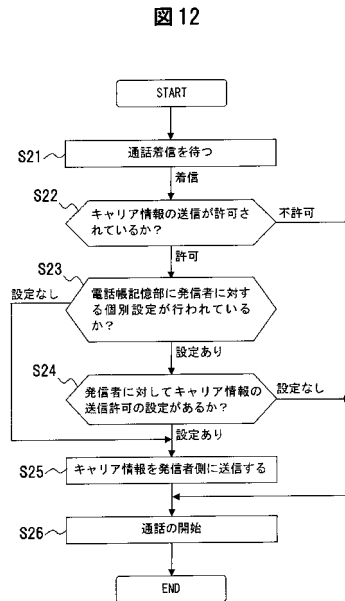 図12
START
S21
通話着信を待つ
着信
S22
キャリア情報の送信が許可さ
れているか？
不許可
許可
S23
設定なし
電話帳記憶部に発信者に対す
る個別設定が行われている
か？
設定あり
S24
発信者に対してキャリア情報の
送信許可の設定があるか？
設定なし
設定あり
S25
キャリア情報を発信者側に送信する
S26
通話の開始
END